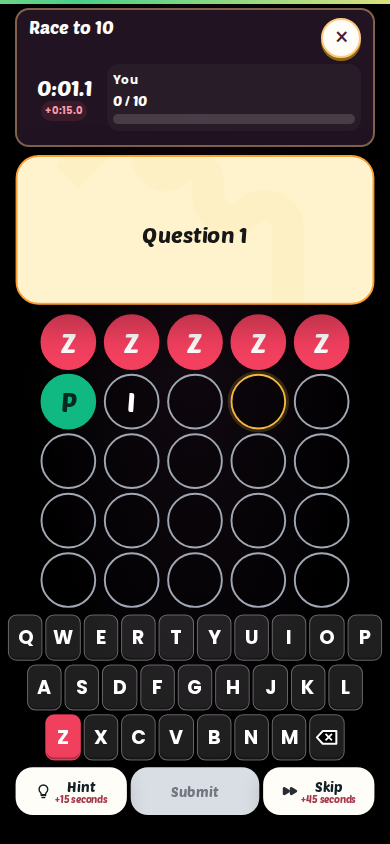 Race to 10
×
0:01.1
+0:15.0
You
0 / 10
Question 1
Z Z Z Z Z
P I
Q W E R T Y U I O P
A S D F G H J K L
Z X C V B N M
Hint
+15 seconds
Submit
Skip
+45 seconds